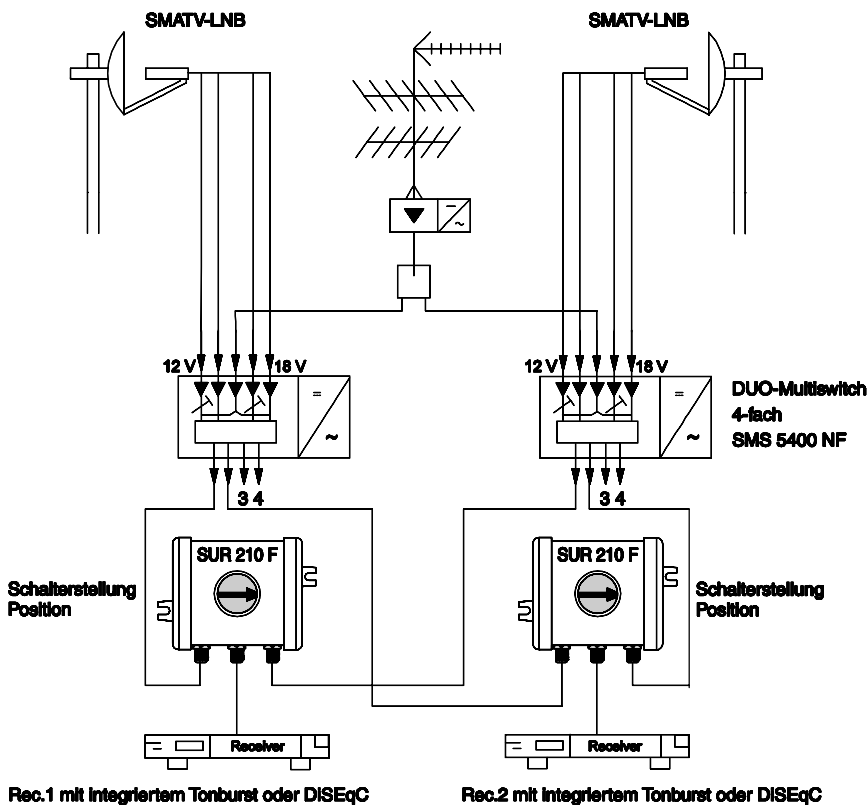 SMATV-LNB
SMATV-LNB
12 V
18 V
12 V
18 V
DUO-Multiswitch
4-fach
SMS 5400 NF
3 4
3 4
SUR 210 F
SUR 210 F
Schalterstellung
Position
Schalterstellung
Position
Receiver
Receiver
Rec.1 mit integriertem Tonburst oder DiSEqC
Rec.2 mit integriertem Tonburst oder DiSEqC